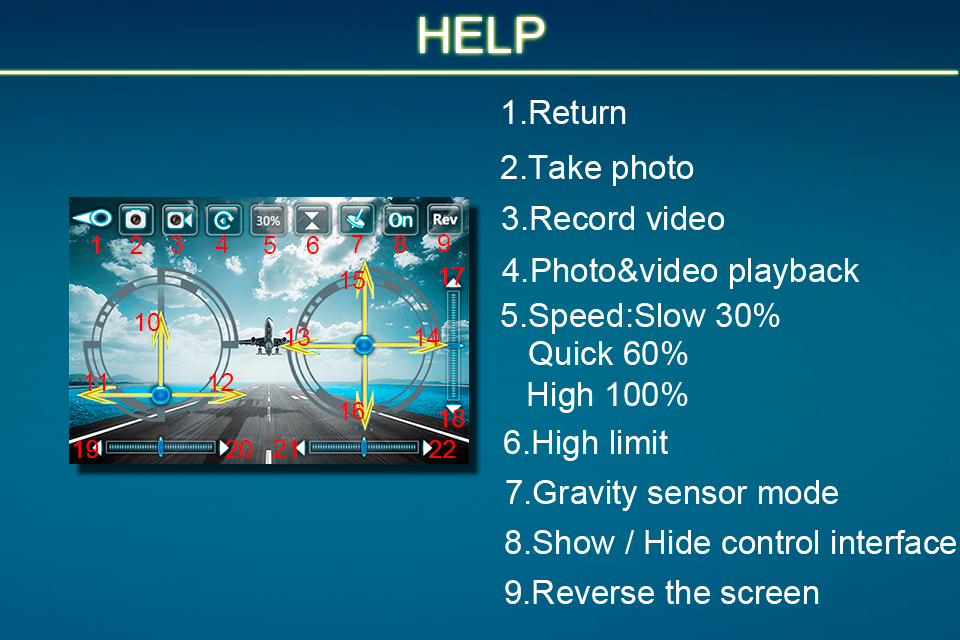 HELP
30%
On
Rev
1
2
3
4
5
6
7
8
9
15
17
10
13
14
11
12
16
18
19
20
21
22
1.Return
2.Take photo
3.Record video
4.Photo&video playback
5.Speed:Slow 30%
Quick 60%
High 100%
6.High limit
7.Gravity sensor mode
8.Show / Hide control interface
9.Reverse the screen